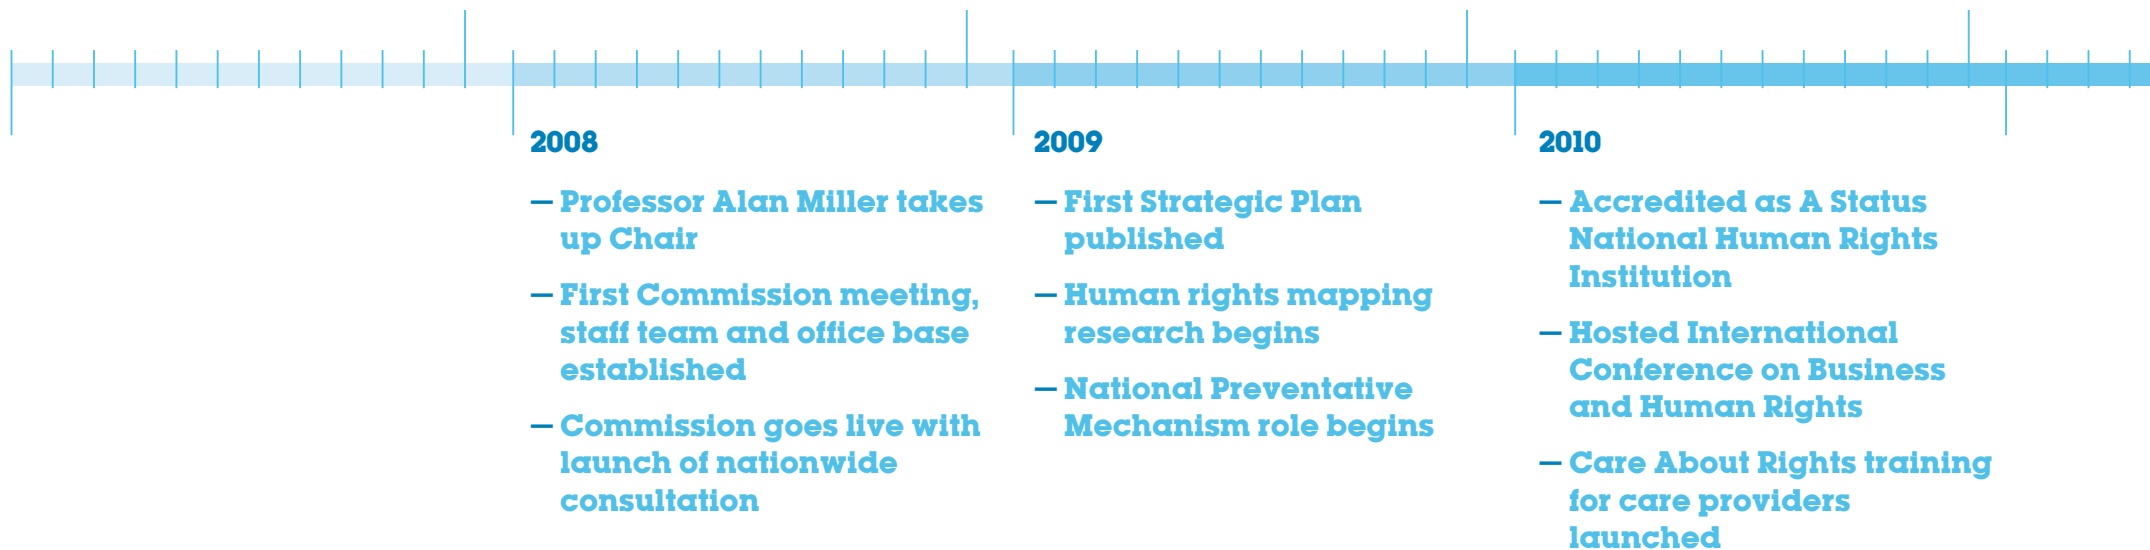 2008
— Professor Alan Miller takes
up Chair
— First Commission meeting,
staff team and office base
established
— Commission goes live with
launch of nationwide
consultation
2009
— First Strategic Plan
published
— Human rights mapping
research begins
— National Preventative
Mechanism role begins
2010
— Accredited as A Status
National Human Rights
Institution
— Hosted International
Conference on Business
and Human Rights
— Care About Rights training
for care providers
launched